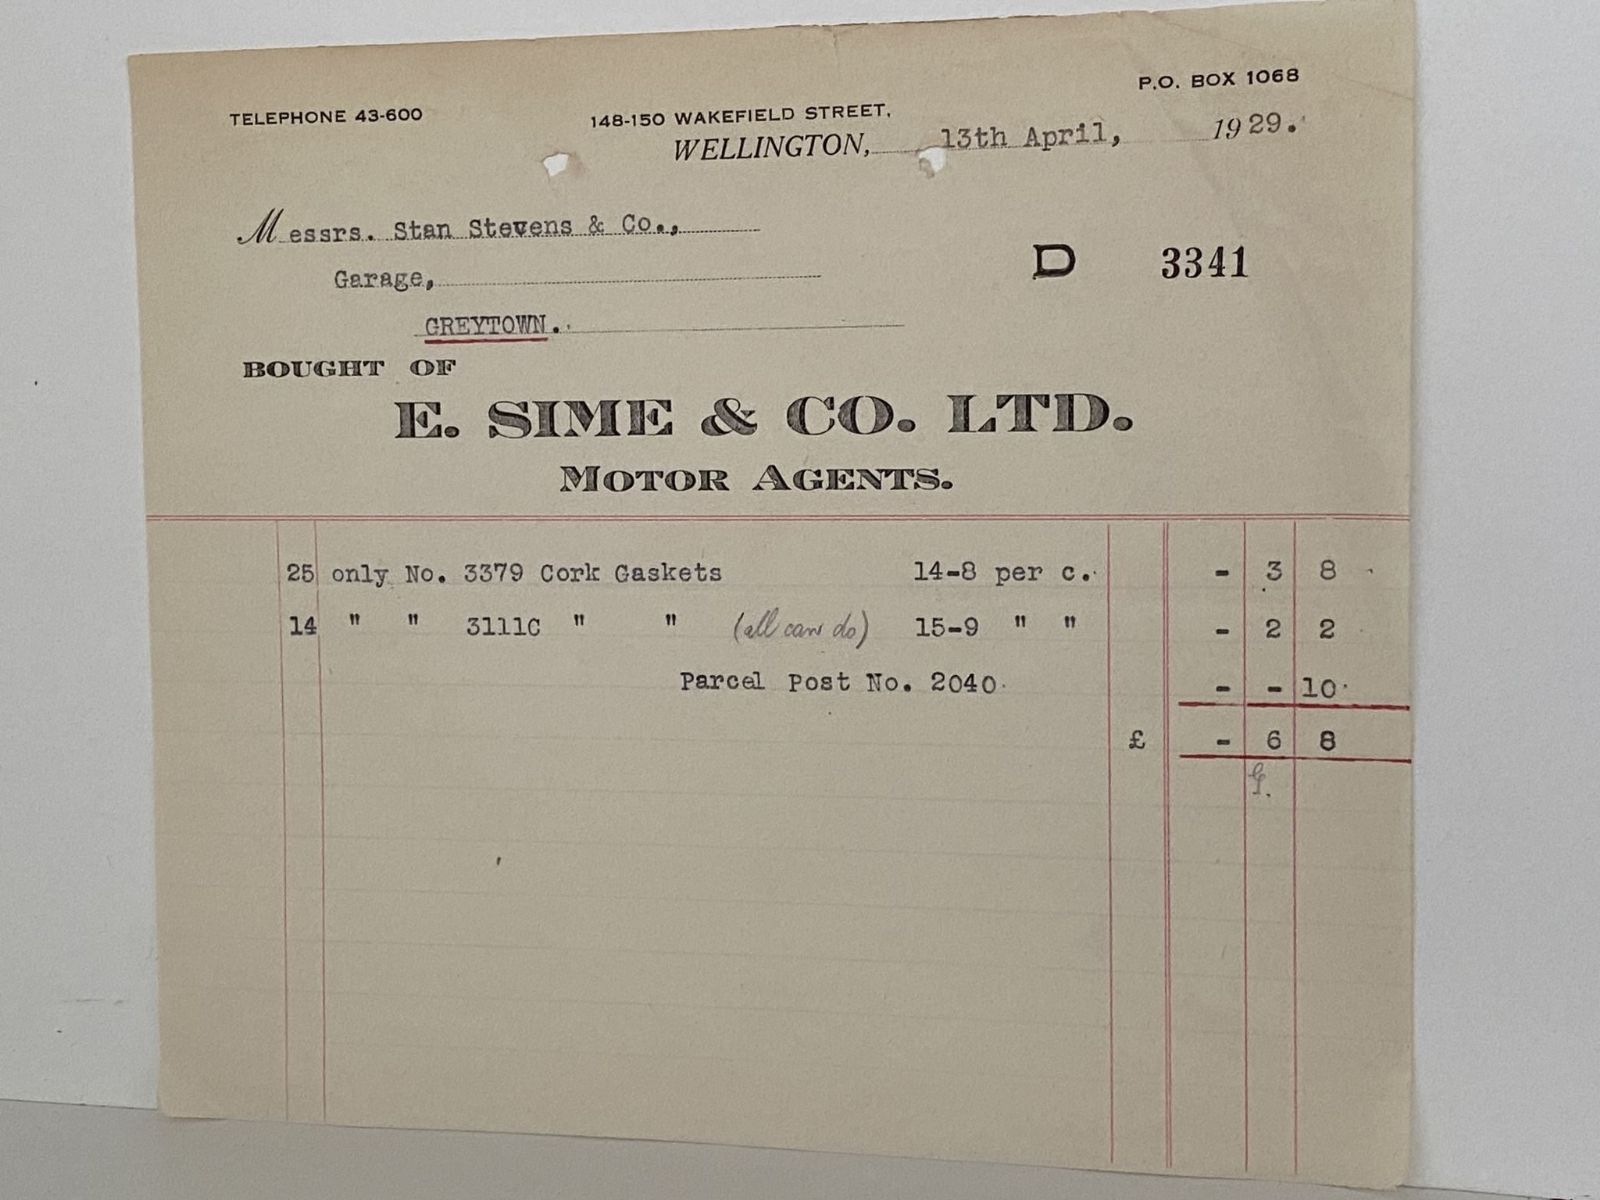 P.O. BOX 1068
TELEPHONE 43-600
148-150 WAKEFIELD STREET,
WELLINGTON, 13th April, 1929.
Messrs. Stan Stevens & Co.,
Garage,
D 3341
GREYTOWN.
BOUGHT OF
E. SIME & CO. LTD.
MOTOR AGENTS.
25 only No. 3379 Cork Gaskets 14-8 per c. - 3 8
14 " " 3111C " " (all can do) 15-9 " " - 2 2
Parcel Post No. 2040 - - 10
£ - 6 8